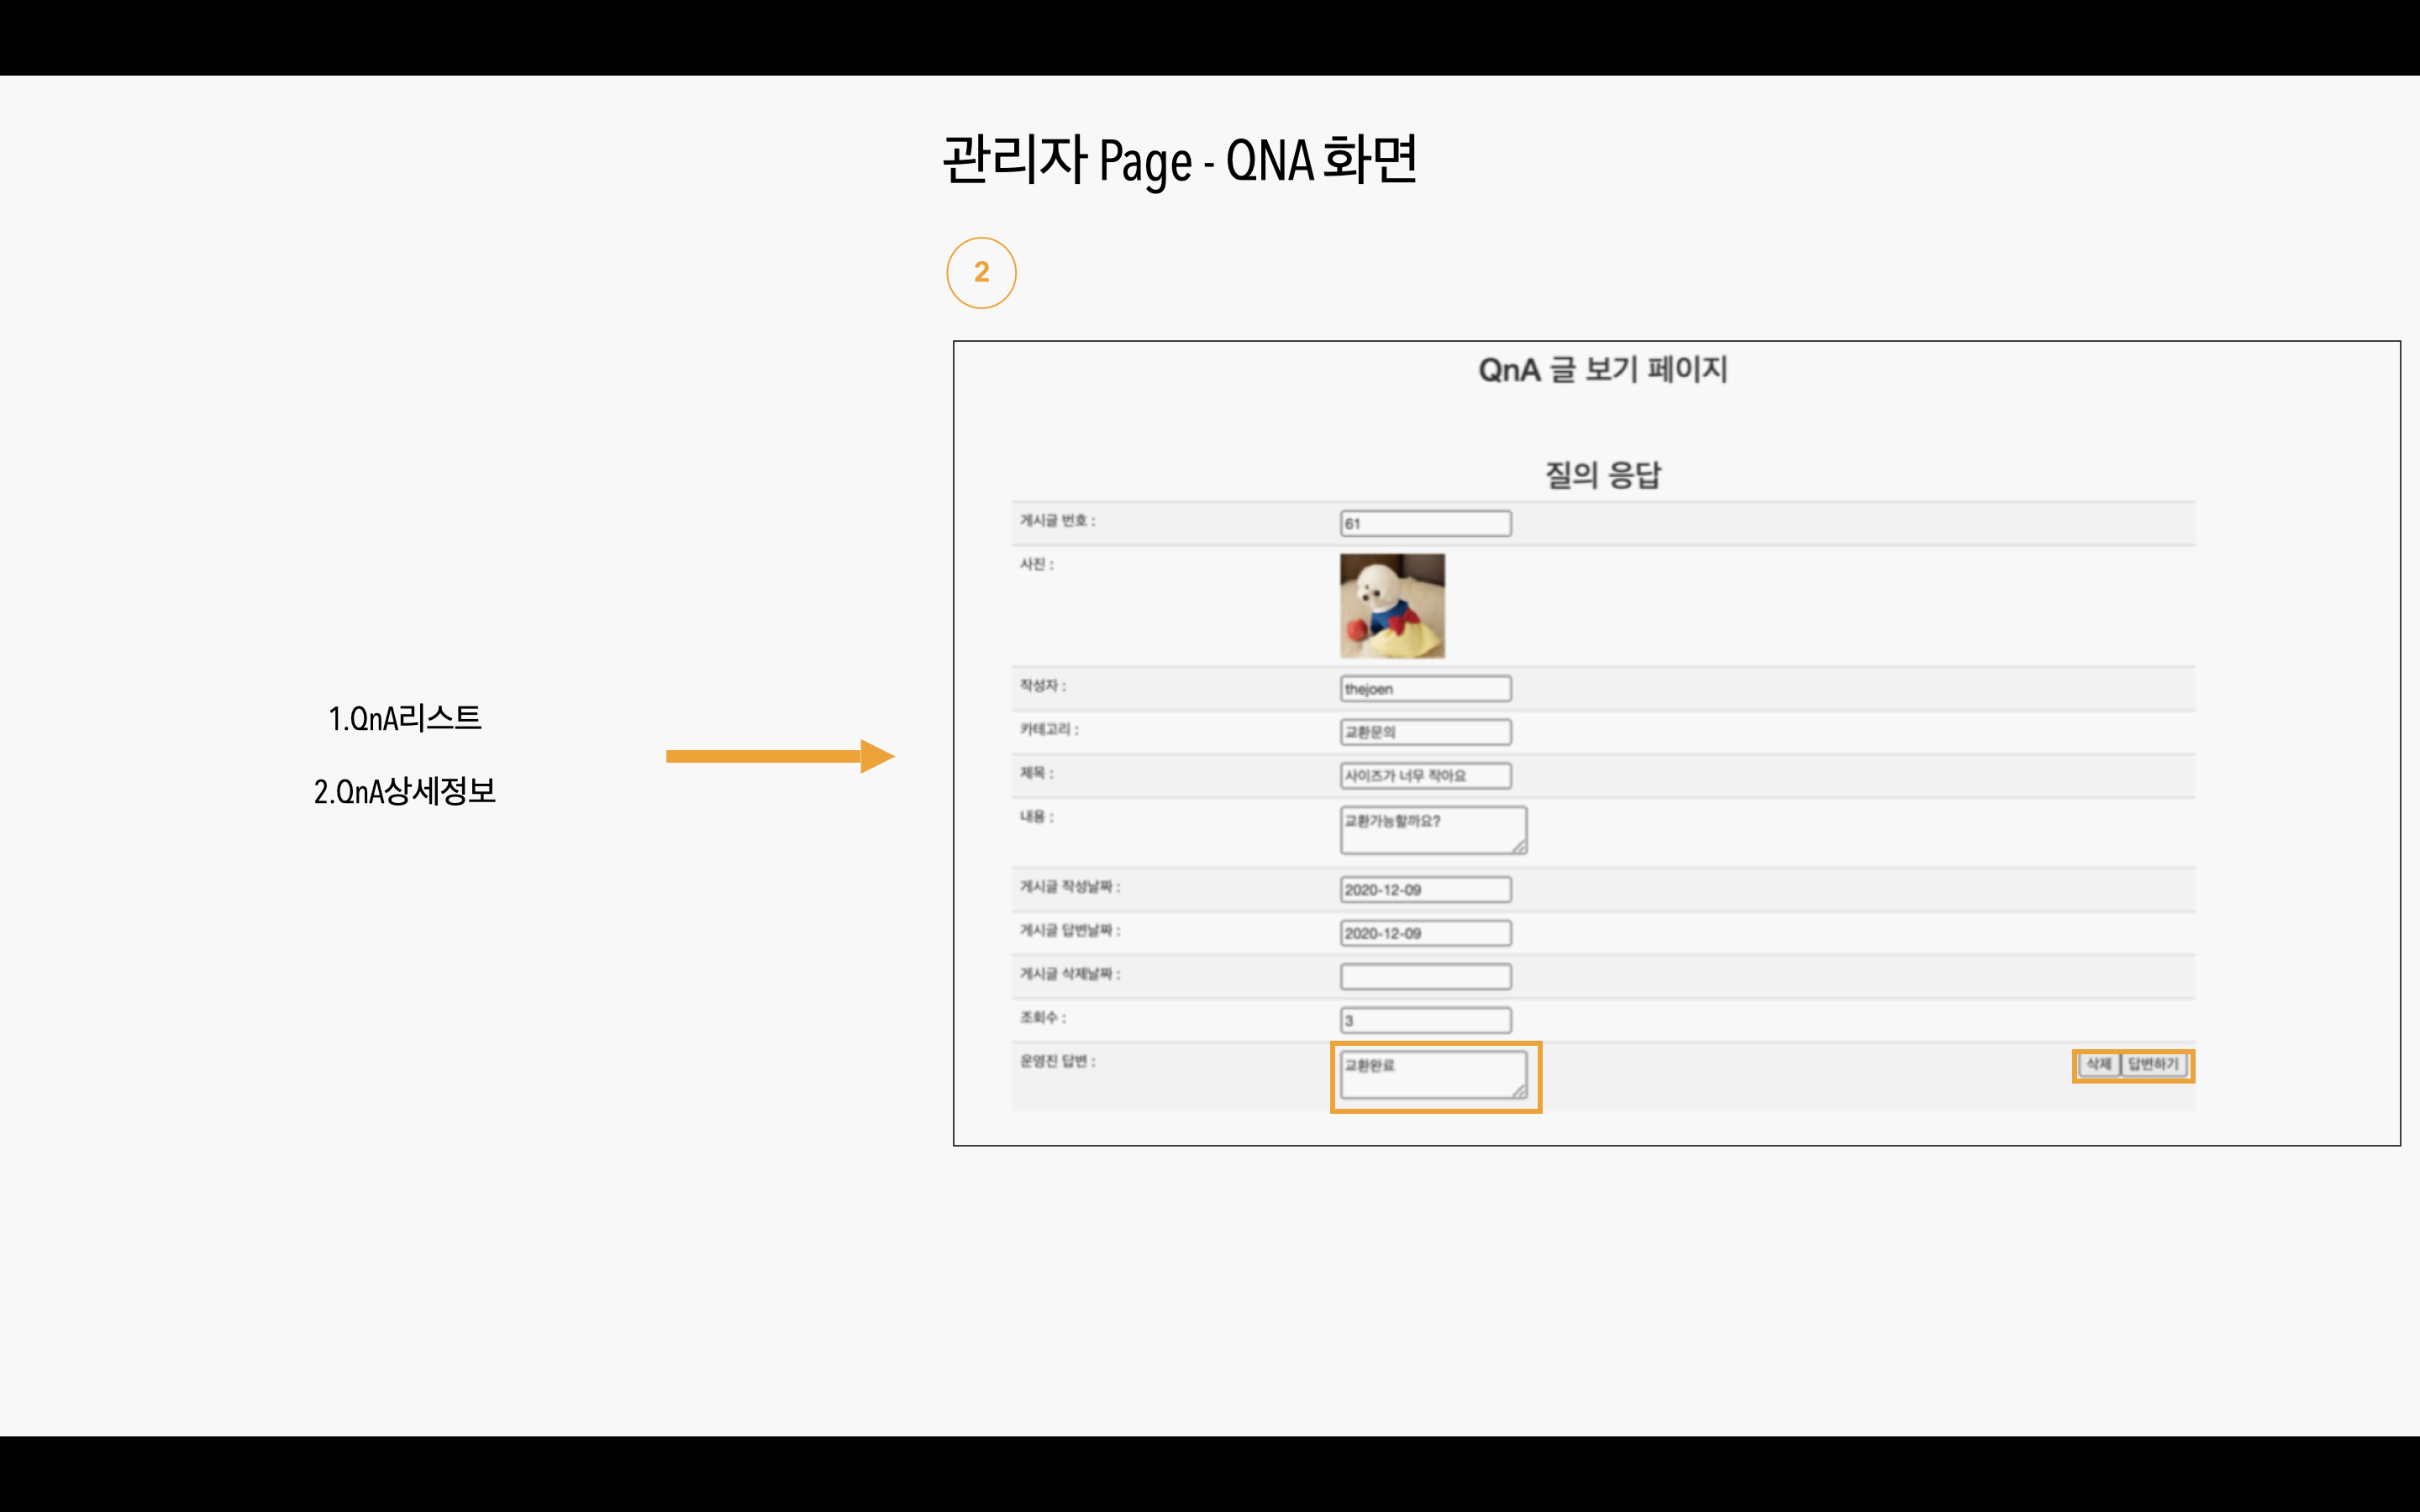 관리자 Page - QNA 화면
2
1.QnA리스트
2.QnA상세정보
QnA 글 보기 페이지
질의 응답
게시글 번호 : 61
사진 :
작성자 : thejoen
카테고리 : 교환문의
제목 : 사이즈가 너무 작아요
내용 : 교환가능할까요?
게시글 작성날짜 : 2020-12-09
게시글 답변날짜 : 2020-12-09
게시글 삭제날짜 :
조회수 : 3
운영진 답변 : 교환완료 삭제 답변하기